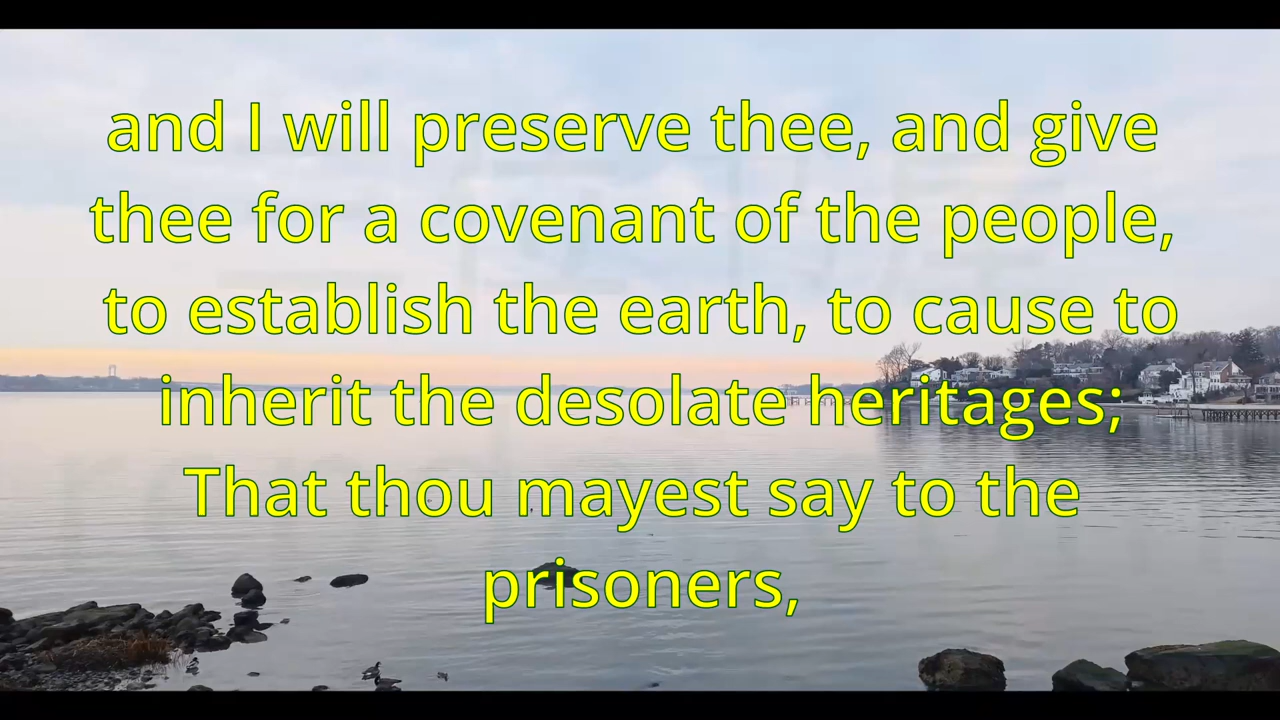 and I will preserve thee, and give
thee for a covenant of the people,
to establish the earth, to cause to
inherit the desolate heritages;
That thou mayest say to the
prisoners,